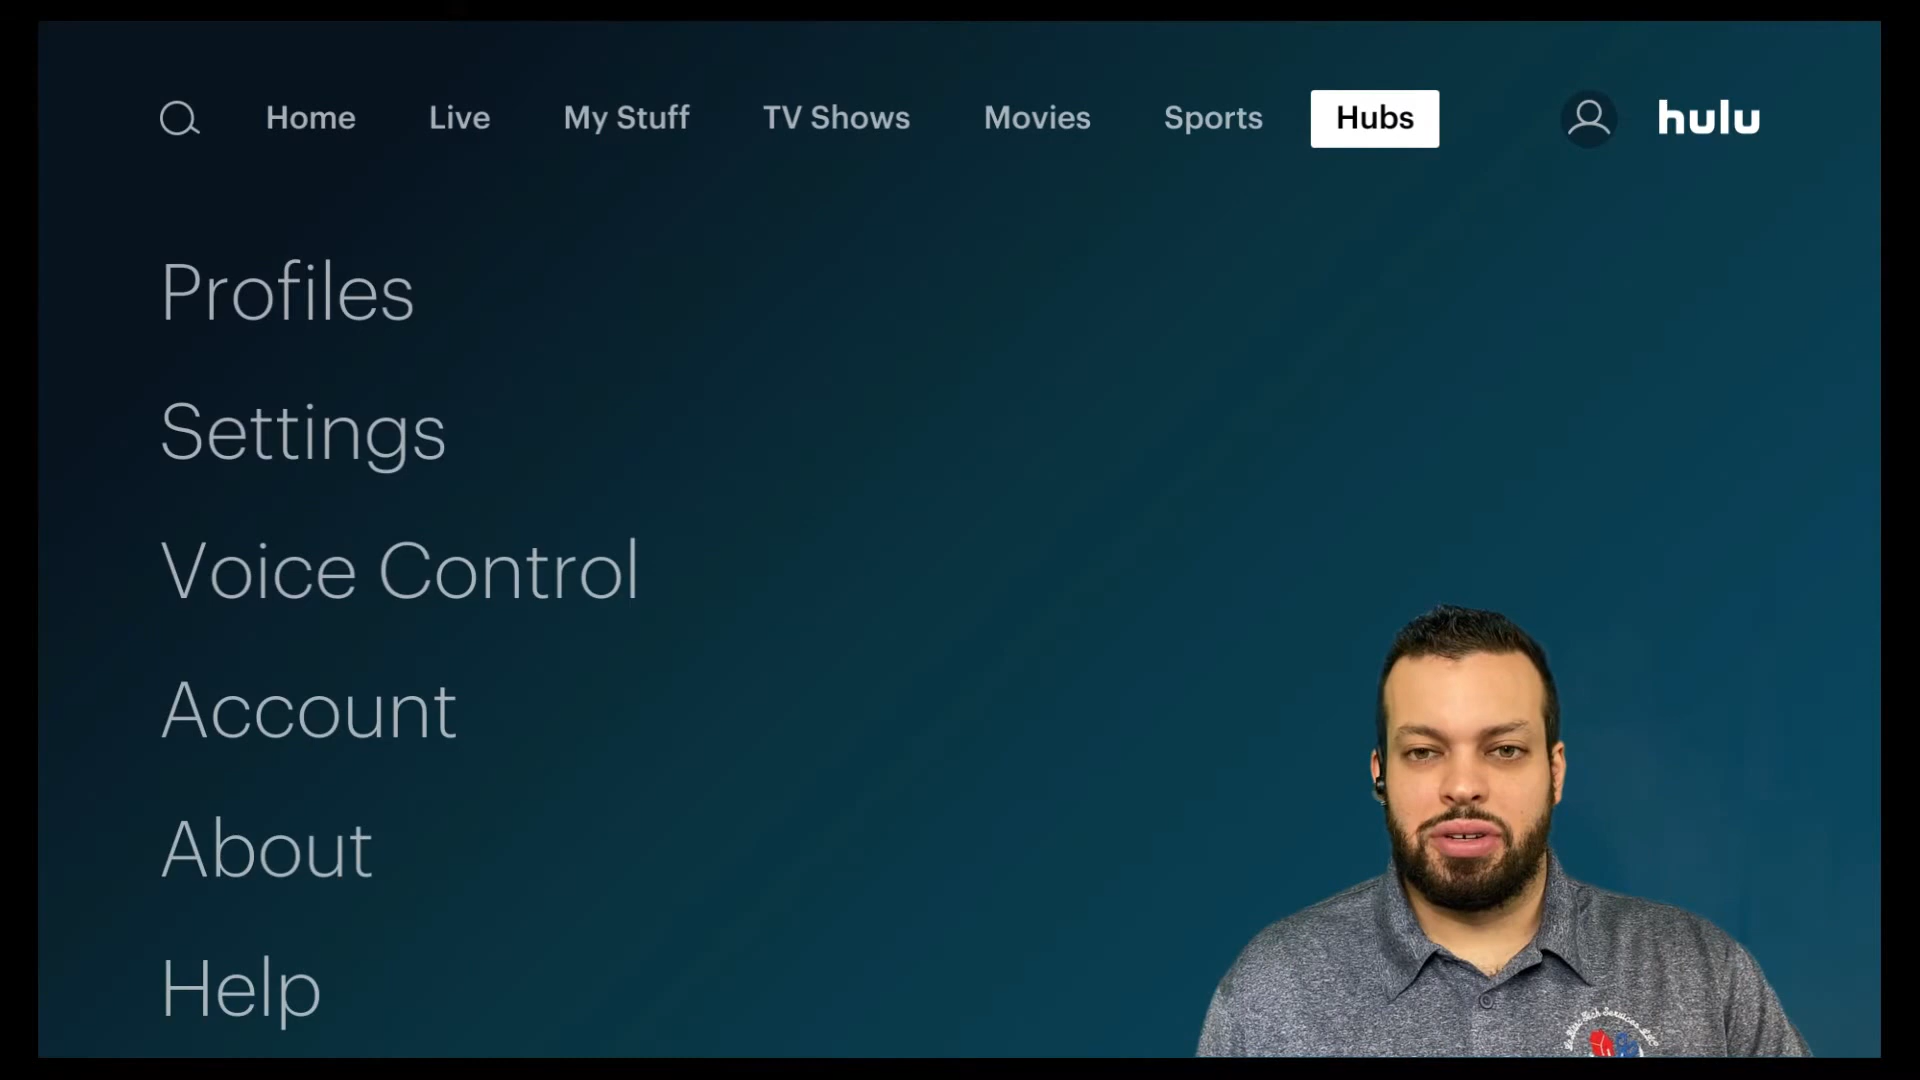 Home Live My Stuff TV Shows Movies Sports Hubs hulu
Profiles
Settings
Voice Control
Account
About
Help